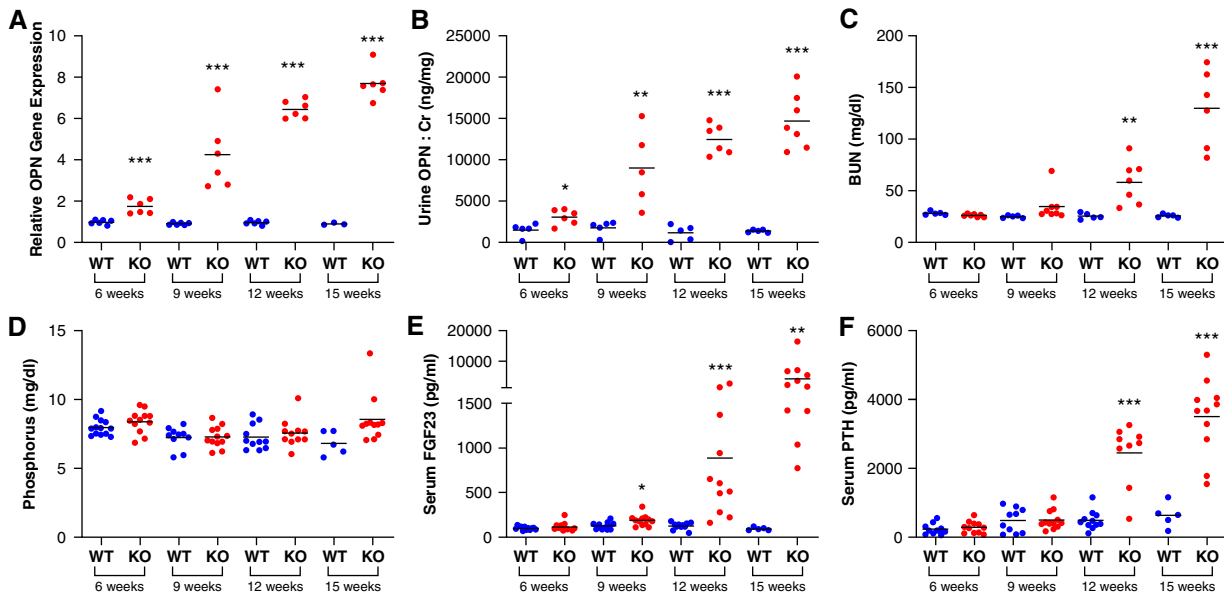 A
Relative OPN Gene Expression
10
8
6
4
2
0
*** *** *** ***
WT KO WT KO WT KO WT KO
6 weeks 9 weeks 12 weeks 15 weeks
B
Urine OPN : Cr (ng/mg)
25000
20000
15000
10000
5000
0
* ** *** ***
WT KO WT KO WT KO WT KO
6 weeks 9 weeks 12 weeks 15 weeks
C
BUN (mg/dl)
200
150
100
50
0
** ***
WT KO WT KO WT KO WT KO
6 weeks 9 weeks 12 weeks 15 weeks
D
Phosphorus (mg/dl)
15
10
5
0
WT KO WT KO WT KO WT KO
6 weeks 9 weeks 12 weeks 15 weeks
E
Serum FGF23 (pg/ml)
20000
10000
1500
1000
500
0
* *** **
WT KO WT KO WT KO WT KO
6 weeks 9 weeks 12 weeks 15 weeks
F
Serum PTH (pg/ml)
6000
4000
2000
0
*** ***
WT KO WT KO WT KO WT KO
6 weeks 9 weeks 12 weeks 15 weeks